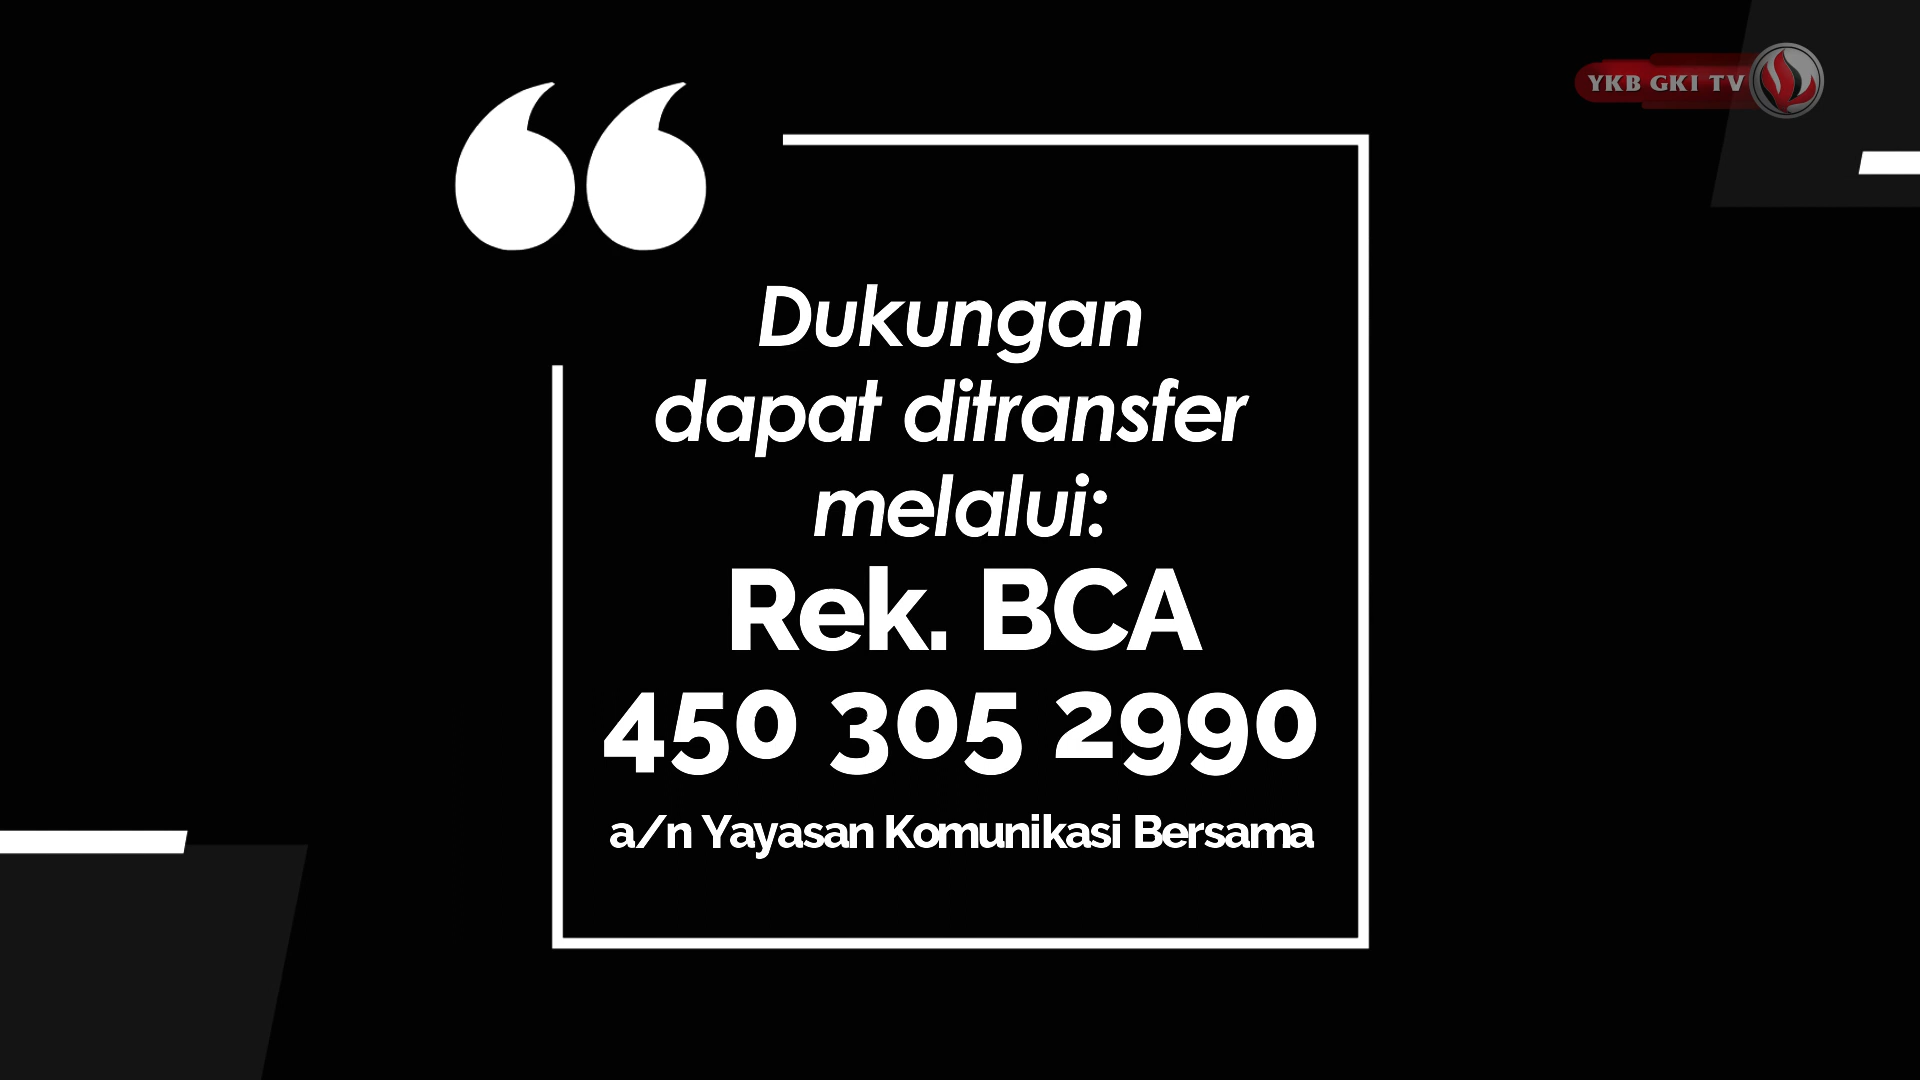 YKB GKI TV
Dukungan
dapat ditransfer
melalui:
Rek. BCA
450 305 2990
a/n Yayasan Komunikasi Bersama